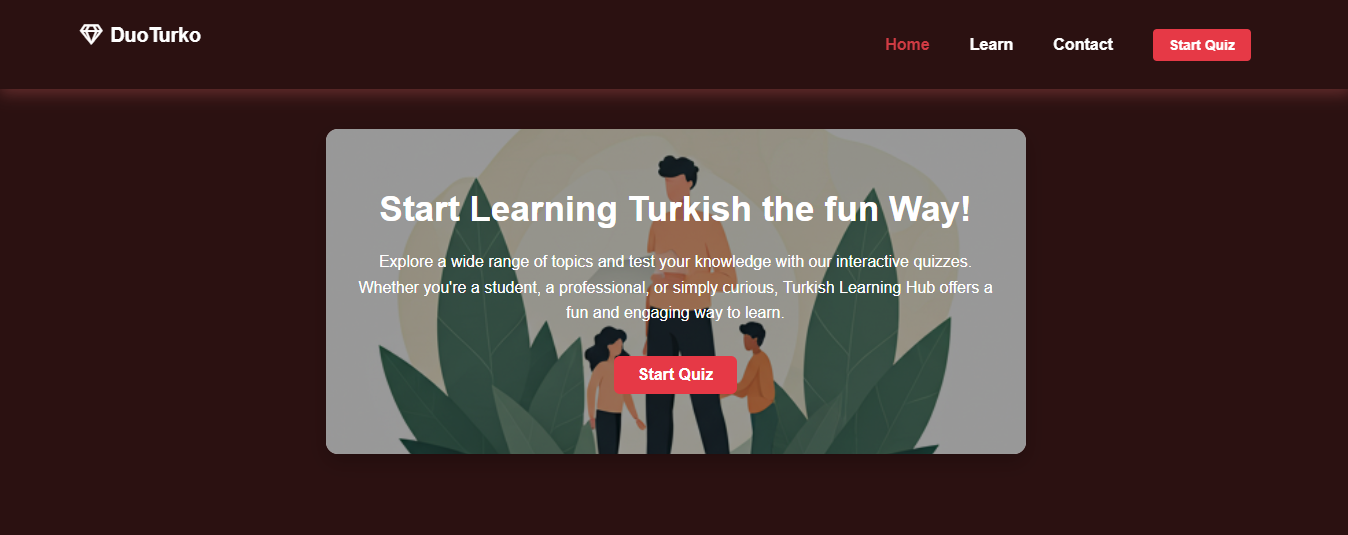 DuoTurko
Home Learn Contact Start Quiz
Start Learning Turkish the fun Way!
Explore a wide range of topics and test your knowledge with our interactive quizzes.
Whether you're a student, a professional, or simply curious, Turkish Learning Hub offers a
fun and engaging way to learn.
Start Quiz